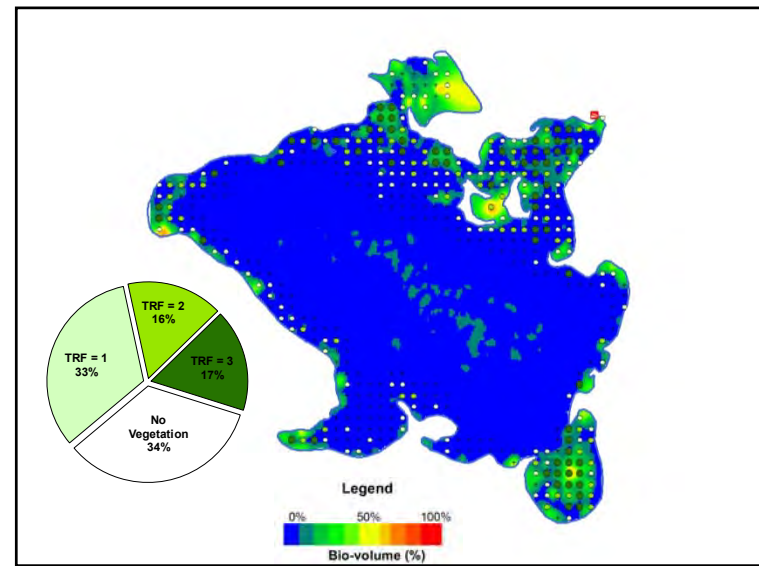 TRF = 2
16%
TRF = 1
33%
TRF = 3
17%
No
Vegetation
34%
Legend
0% 50% 100%
Bio-volume (%)